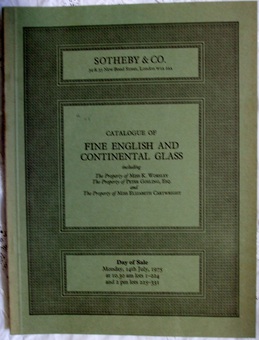 SOTHEBY & CO.
34 & 35 New Bond Street, London W1A 2AA
CATALOGUE OF
FINE ENGLISH AND
CONTINENTAL GLASS
including
The Property of Miss K. Worsley
The Property of Peter Gosling, Esq.
and
The Property of Miss Elizabeth Cartwright
Day of Sale
Monday, 14th July, 1975
at 10.30 am lots 1-224
and 2 pm lots 225-331